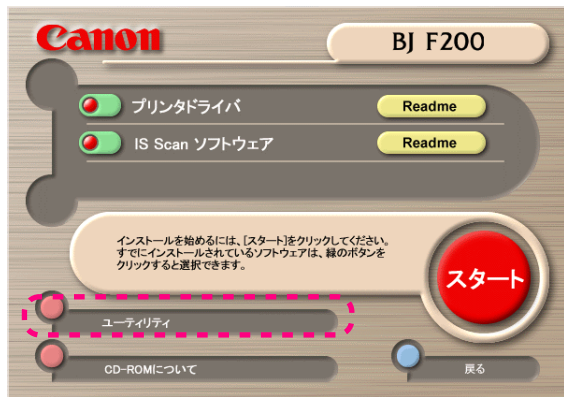 Canon
BJ F200
プリンタドライバ
Readme
IS Scan ソフトウェア
Readme
インストールを始めるには、[スタート]をクリックしてください。
すでにインストールされているソフトウェアは、緑のボタンを
クリックすると選択できます。
スタート
ユーティリティ
CD-ROMについて
戻る